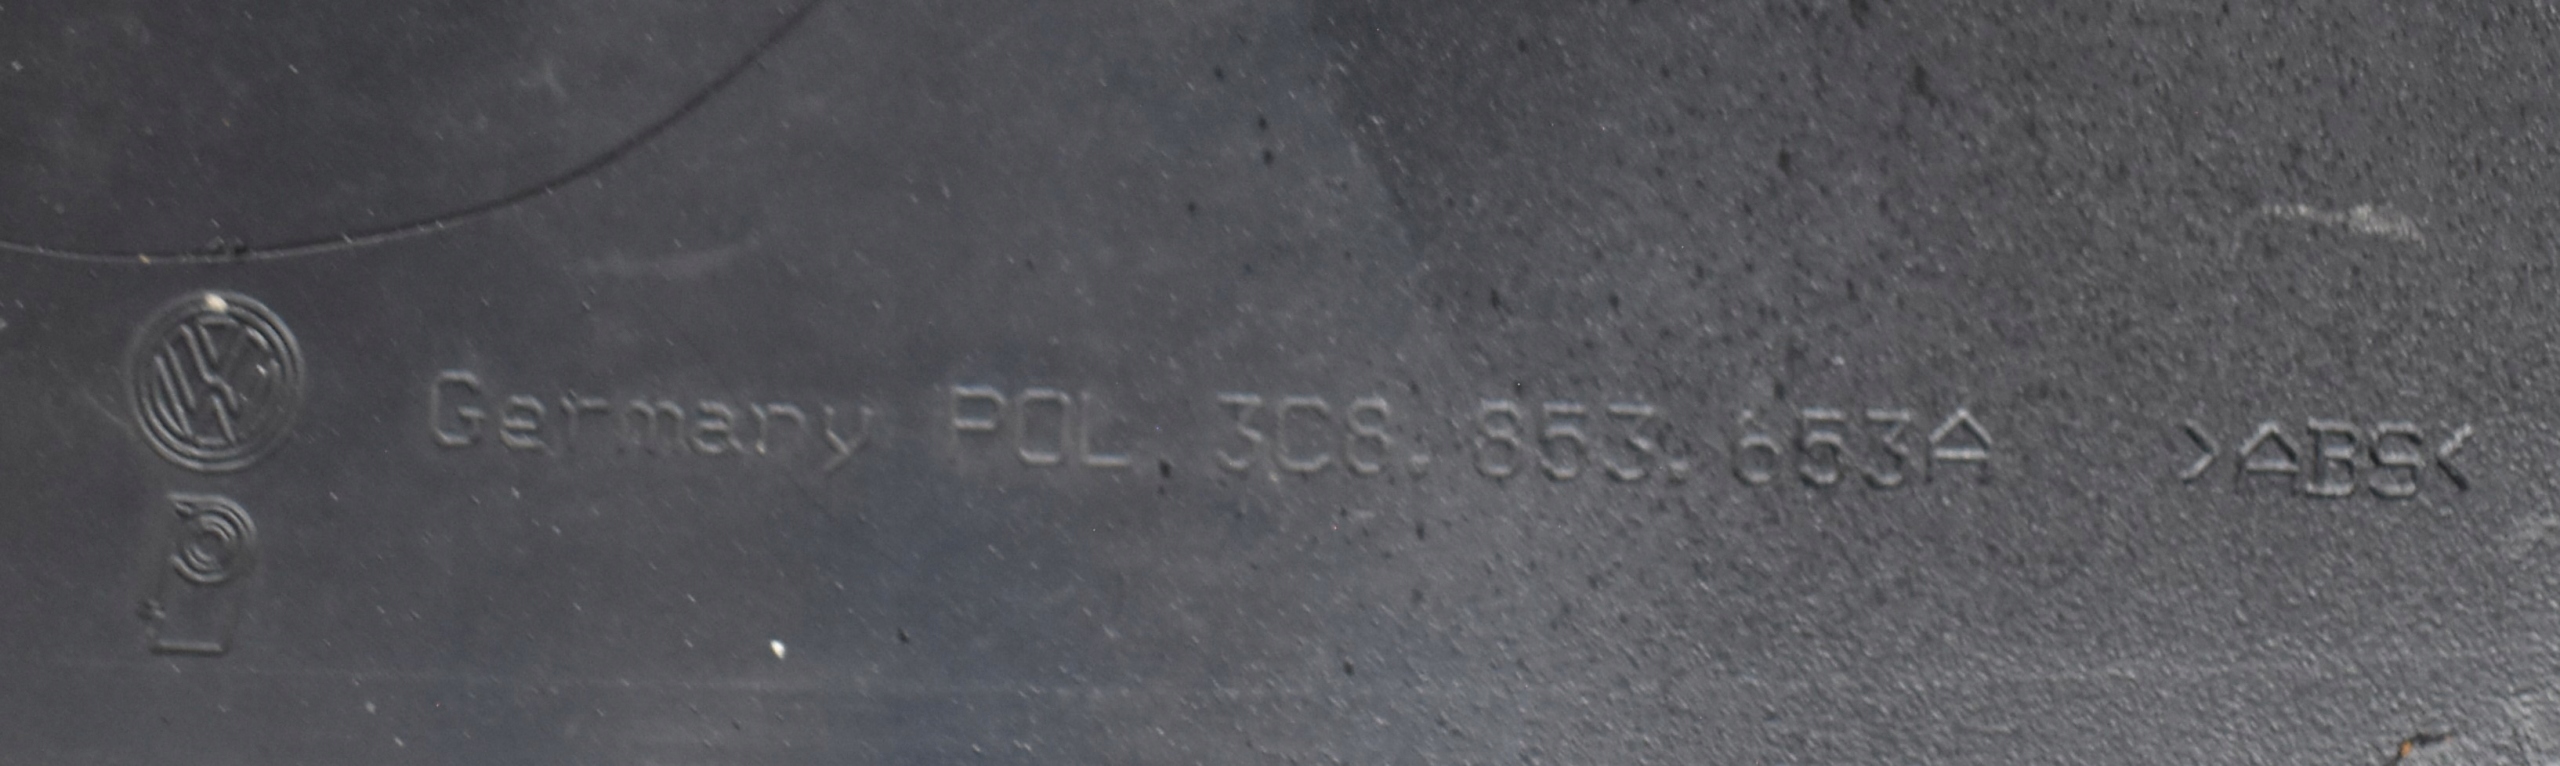 Germany POL. 3C8.853.653A >ABS<